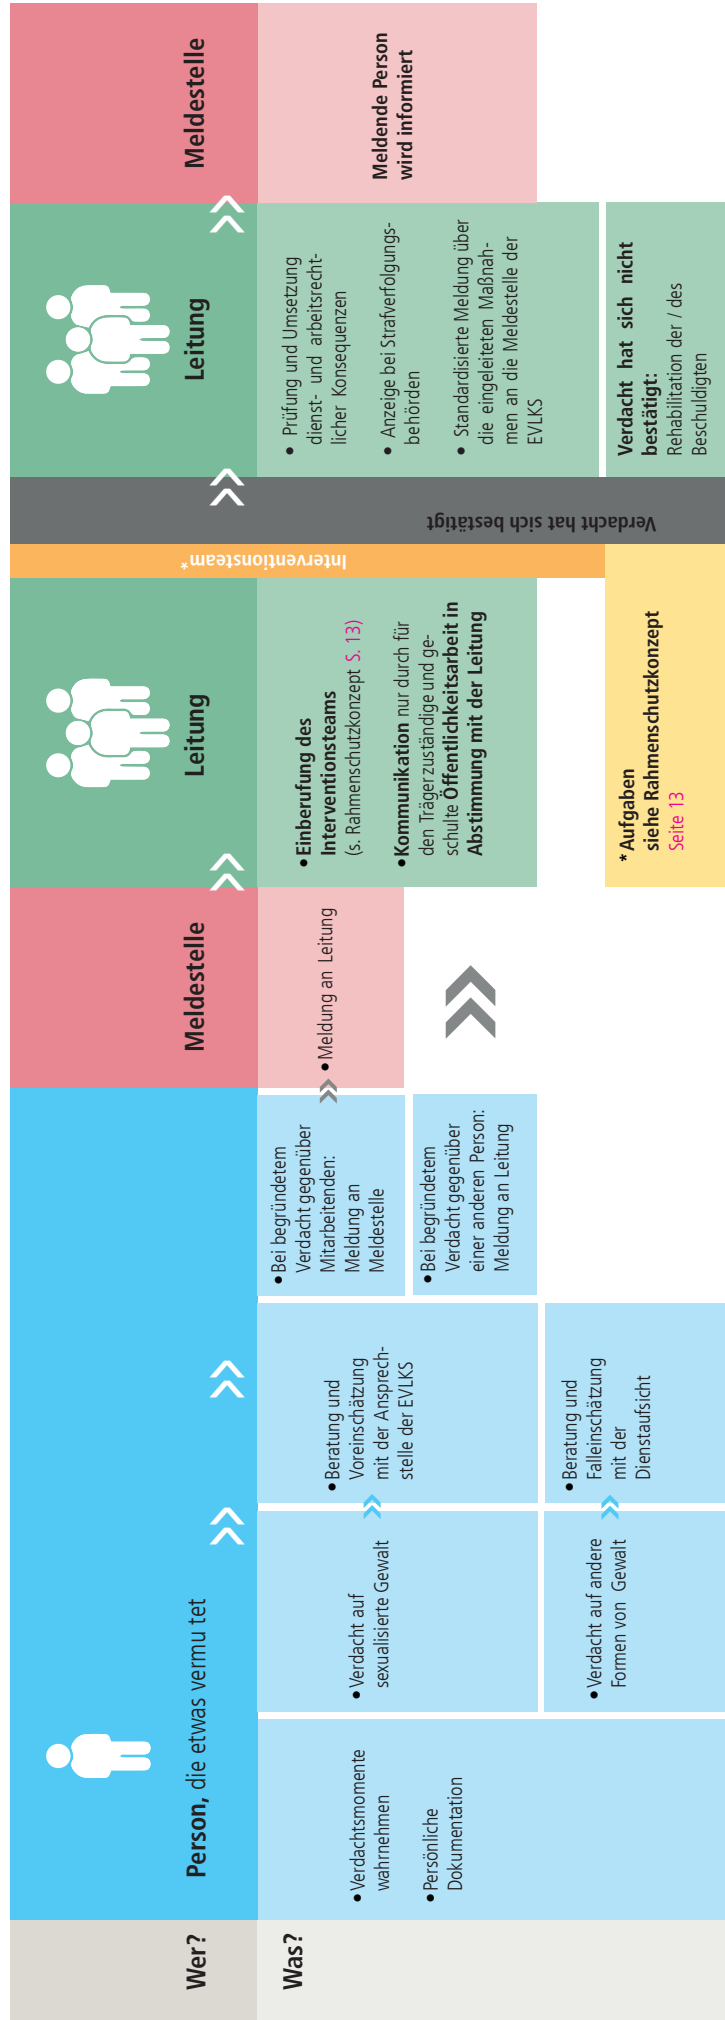 Wer?
Person, die etwas vermu tet
Meldestelle
Leitung
Leitung
Meldestelle
Was?
• Verdachtsmomente
wahrnehmen
• Persönliche
Dokumentation
• Verdacht auf
sexualisierte Gewalt
• Verdacht auf andere
Formen von Gewalt
• Beratung und
Voreinschätzung
mit der Ansprech-
stelle der EVLKS
• Beratung und
Falleinschätzung
mit der
Dienstaufsicht
• Bei begründetem
Verdacht gegenüber
Mitarbeitenden:
Meldung an
Meldestelle
• Bei begründetem
Verdacht gegenüber
einer anderen Person:
Meldung an Leitung
• Meldung an Leitung
• Einberufung des
Interventionsteams
(s. Rahmenschutzkonzept S. 13)
• Kommunikation nur durch für
den Träger zuständige und ge-
schulte Öffentlichkeitsarbeit in
Abstimmung mit der Leitung
* Aufgaben
siehe Rahmenschutzkonzept
Seite 13
Interventionsteam*
Verdacht hat sich bestätigt
• Prüfung und Umsetzung
dienst- und arbeitsrecht-
licher Konsequenzen
• Anzeige bei Strafverfolgungs-
behörden
• Standardisierte Meldung über
die eingeleiteten Maßnah-
men an die Meldestelle der
EVLKS
Verdacht hat sich nicht
bestätigt:
Rehabilitation der / des
Beschuldigten
Meldende Person
wird informiert